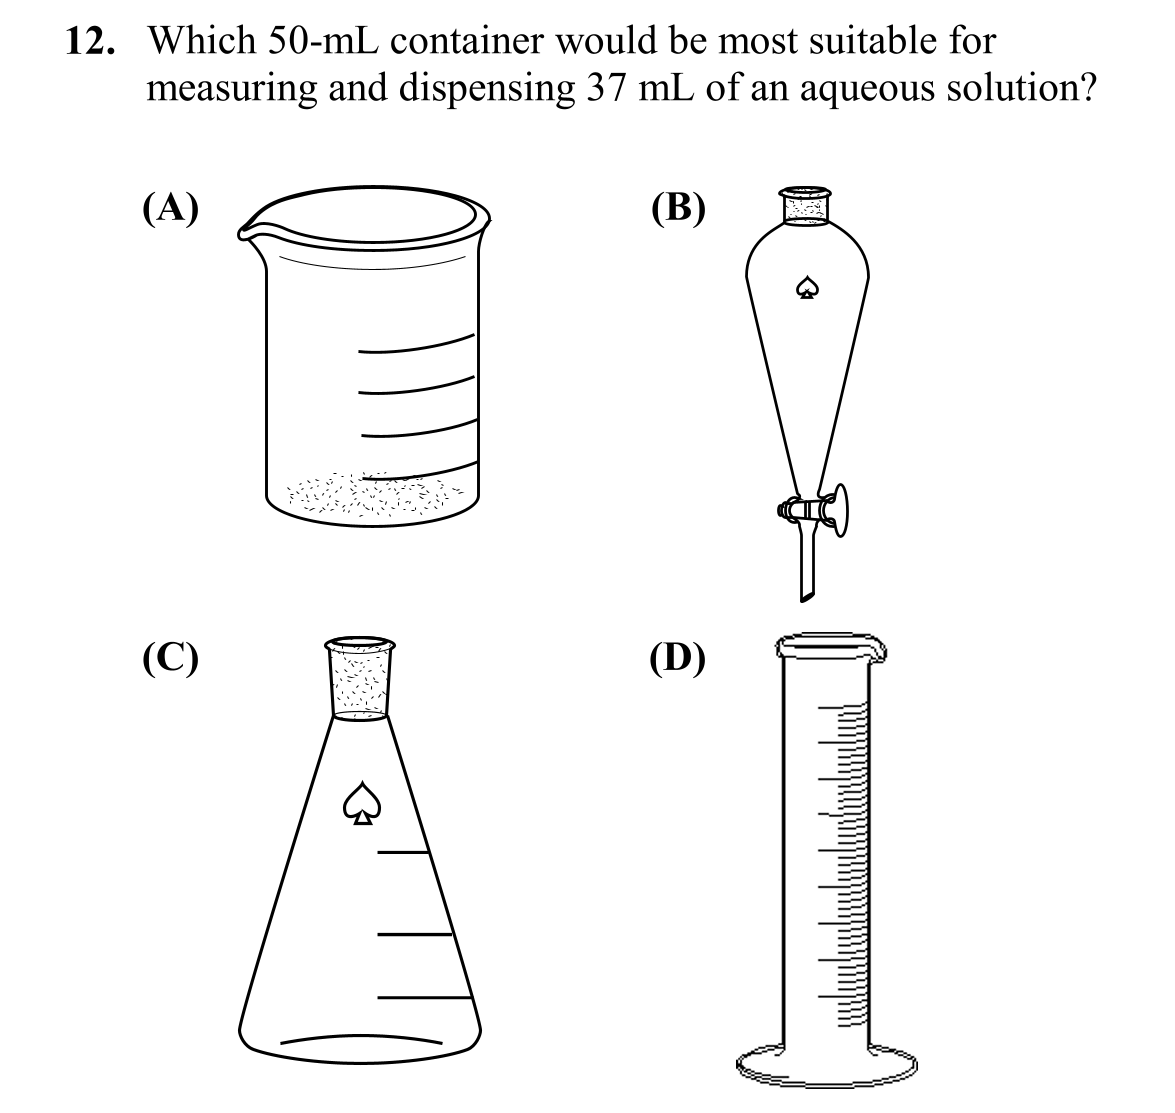 12. Which 50-mL container would be most suitable for
measuring and dispensing 37 mL of an aqueous solution?
(A)
(B)
(C)
(D)